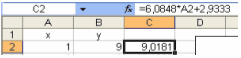 C2 fx =6,0848*A2+2,9333
A B C D
1 x y
2 1 9 9,0181